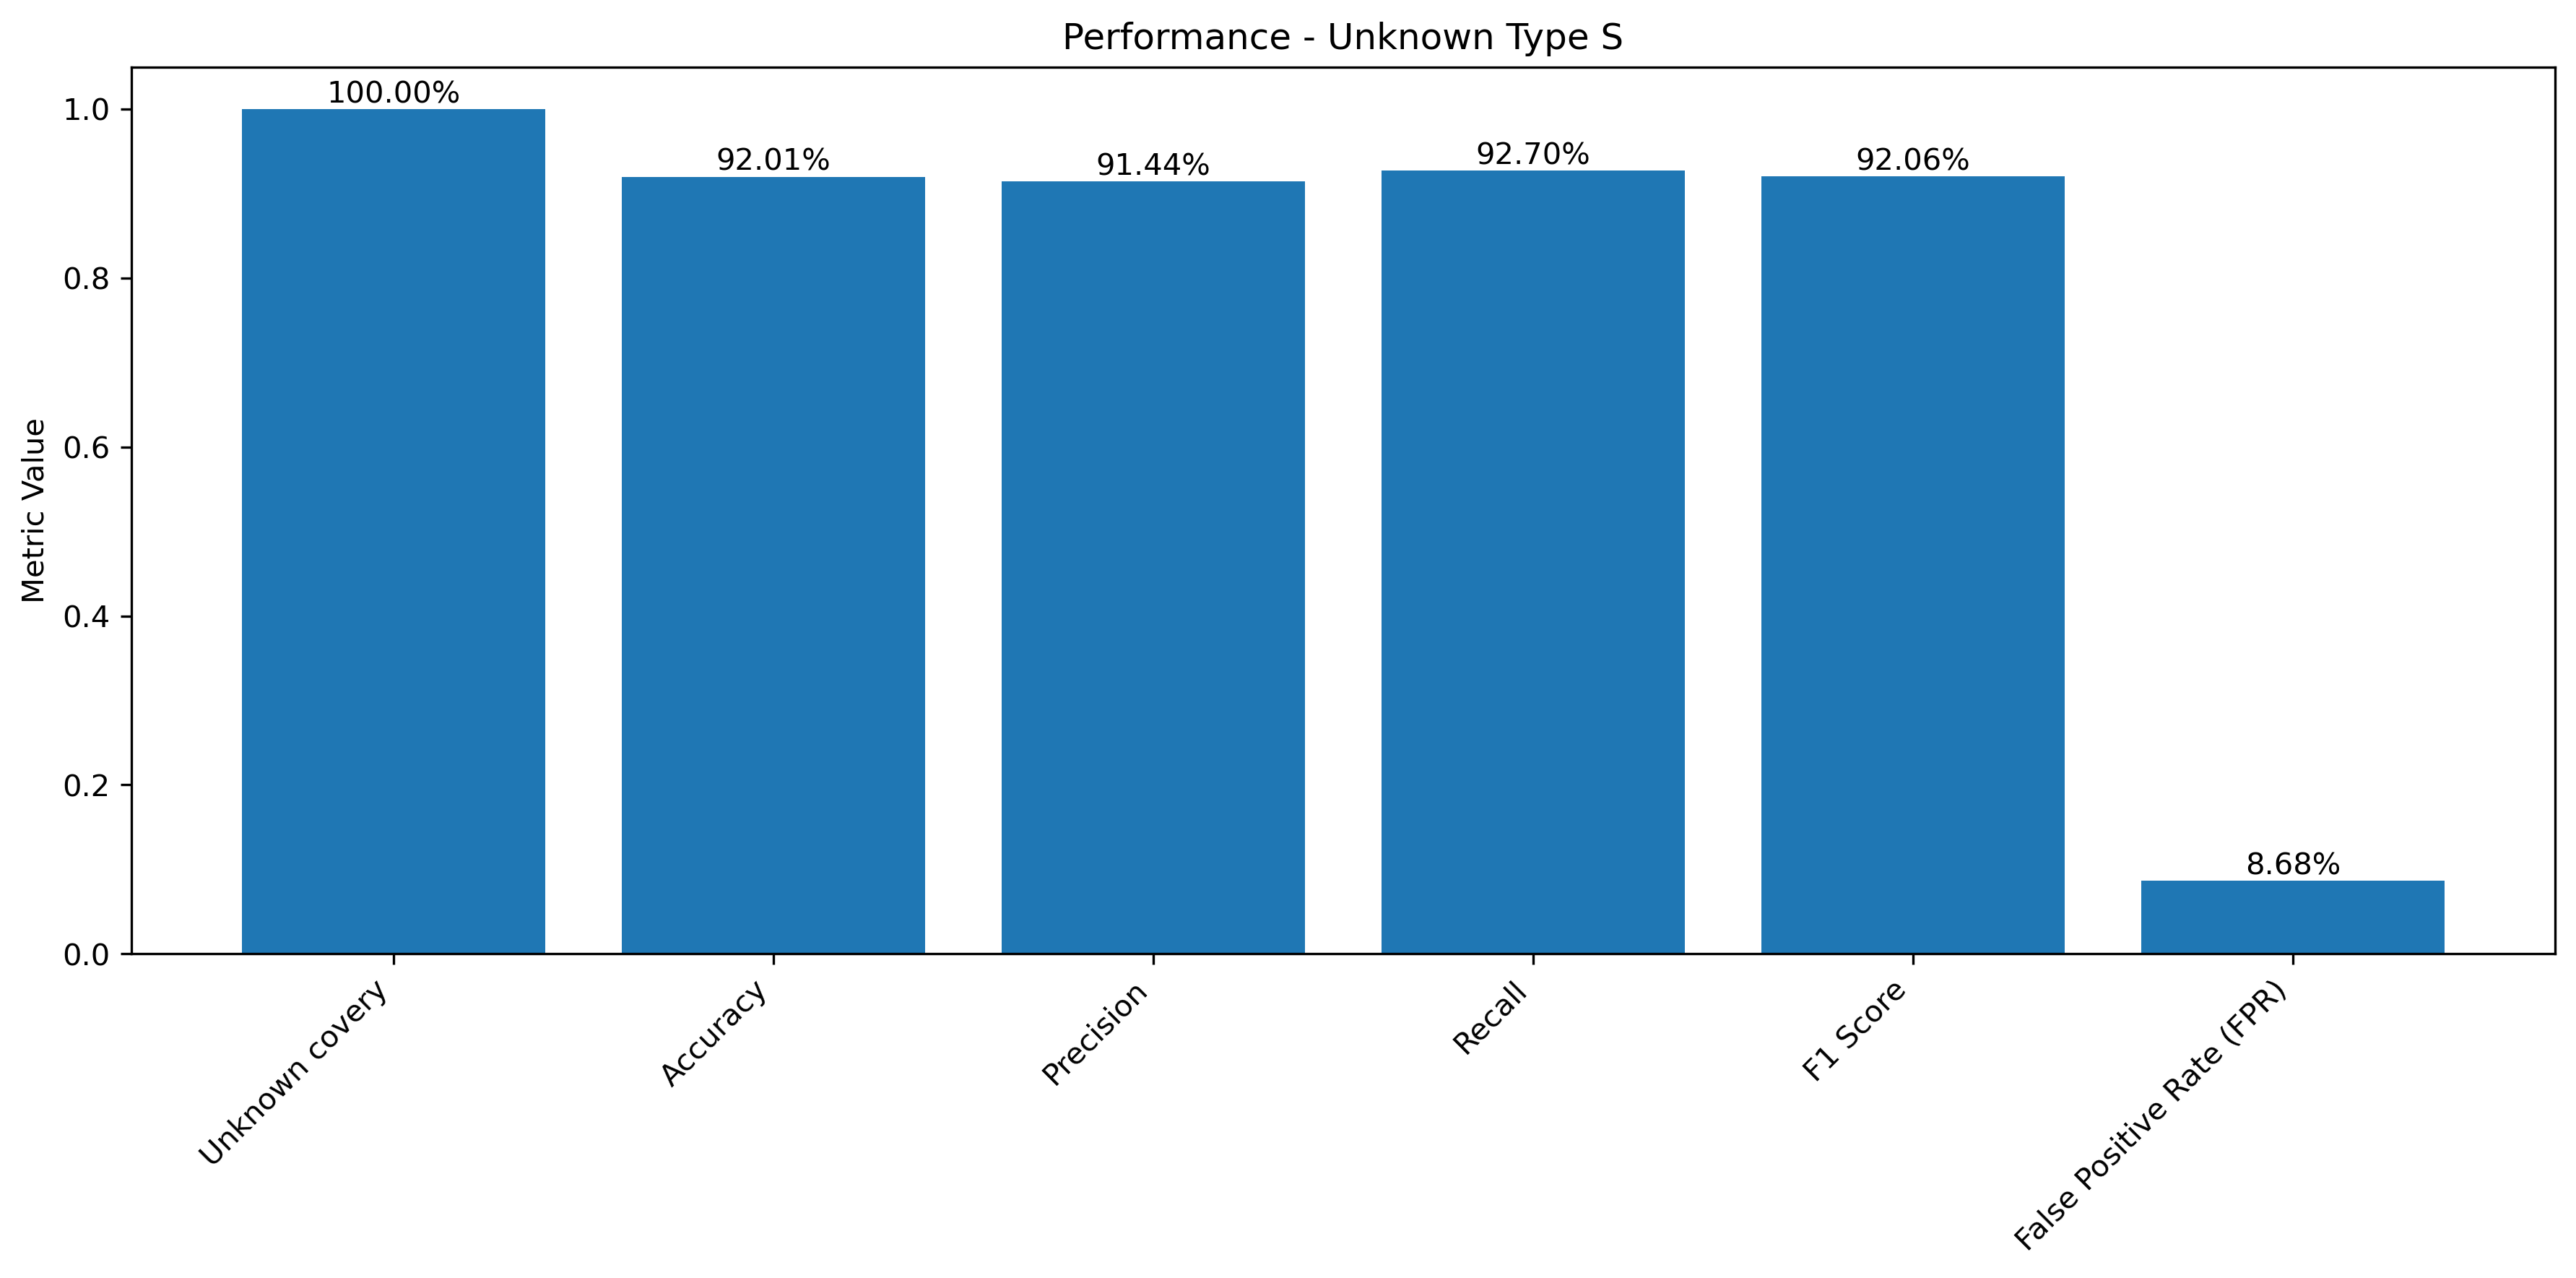 Performance - Unknown Type S
Metric Value
1.0
0.8
0.6
0.4
0.2
0.0
100.00%
92.01%
91.44%
92.70%
92.06%
8.68%
Unknown covery
Accuracy
Precision
Recall
F1 Score
False Positive Rate (FPR)